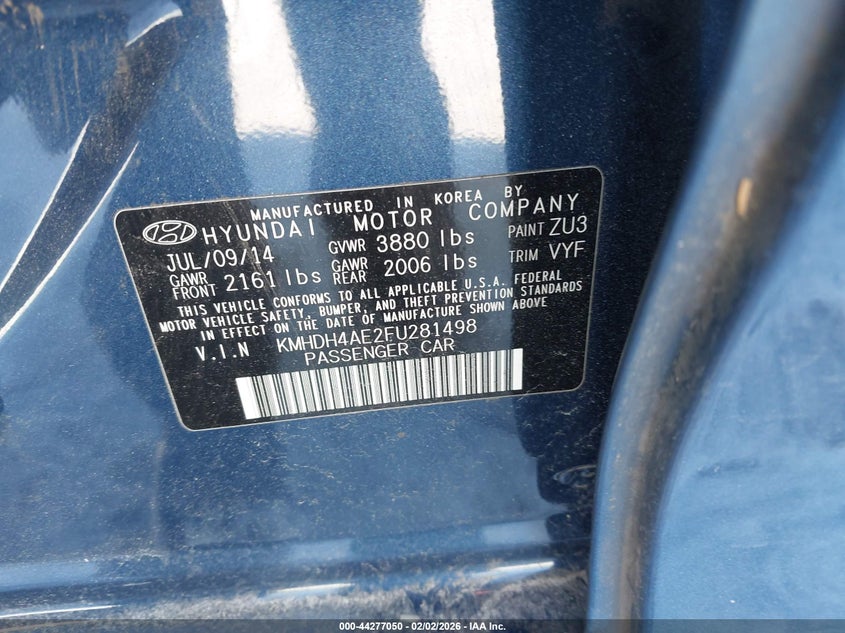 MANUFACTURED IN KOREA BY
HYUNDAI MOTOR COMPANY
JUL/09/14 GVWR 3880 lbs PAINT ZU3
GAWR FRONT 2161 lbs GAWR REAR 2006 lbs TRIM VYF
THIS VEHICLE CONFORMS TO ALL APPLICABLE U.S.A. FEDERAL
MOTOR VEHICLE SAFETY, BUMPER, AND THEFT PREVENTION STANDARDS
IN EFFECT ON THE DATE OF MANUFACTURE SHOWN ABOVE
V.I.N KMHDH4AE2FU281498
PASSENGER CAR
000-44277050 - 02/02/2026 - IAA Inc.